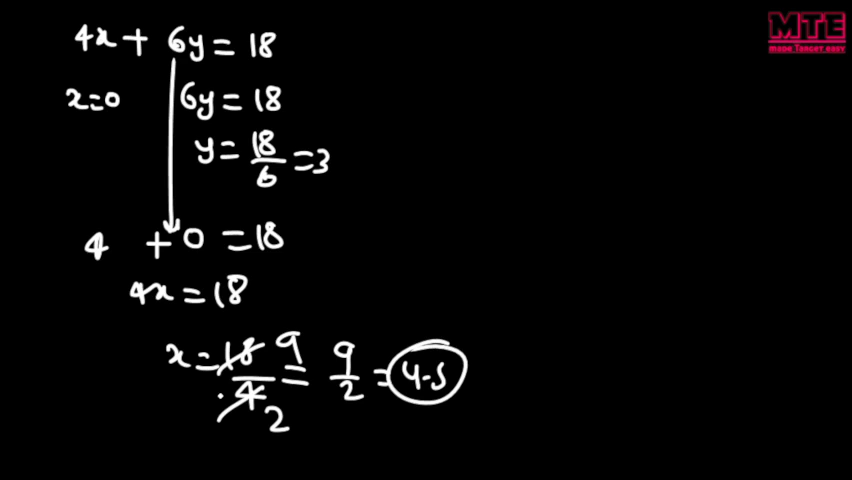 MTE
made Target easy
4x + 6y = 18
x=0 6y = 18
y = 18/6 = 3
4 + 0 = 18
4x = 18
x = 18/4 9/2 = 9/2 = 4.5